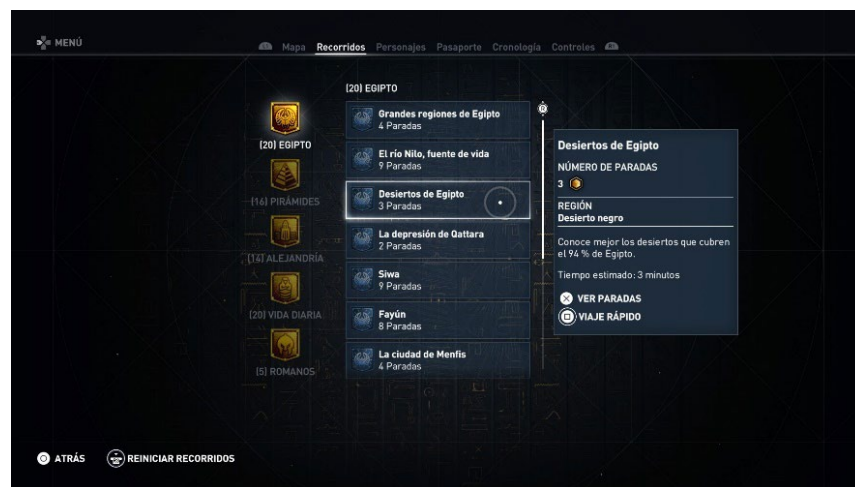 MENÚ
Mapa Recorridos Personajes Pasaporte Cronología Controles
(20) EGIPTO
(16) PIRÁMIDES
(14) ALEJANDRÍA
(20) VIDA DIARIA
(5) ROMANOS
(20) EGIPTO
Grandes regiones de Egipto
4 Paradas
El río Nilo, fuente de vida
9 Paradas
Desiertos de Egipto
3 Paradas
La depresión de Qattara
2 Paradas
Siwa
9 Paradas
Fayún
8 Paradas
La ciudad de Menfis
4 Paradas
R
Desiertos de Egipto
NÚMERO DE PARADAS
3
REGIÓN
Desierto negro
Conoce mejor los desiertos que cubren
el 94 % de Egipto.
Tiempo estimado: 3 minutos
VER PARADAS
VIAJE RÁPIDO
ATRÁS
REINICIAR RECORRIDOS